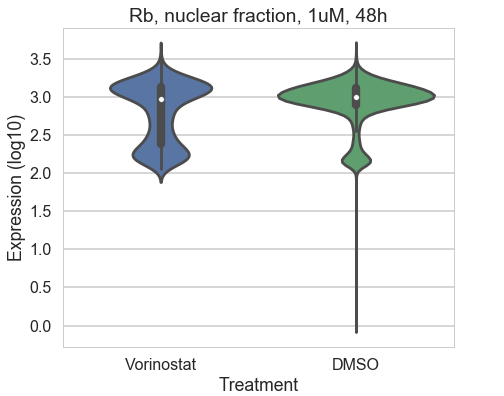 Rb, nuclear fraction, 1uM, 48h
Expression (log10)
3.5
3.0
2.5
2.0
1.5
1.0
0.5
0.0
Vorinostat
DMSO
Treatment